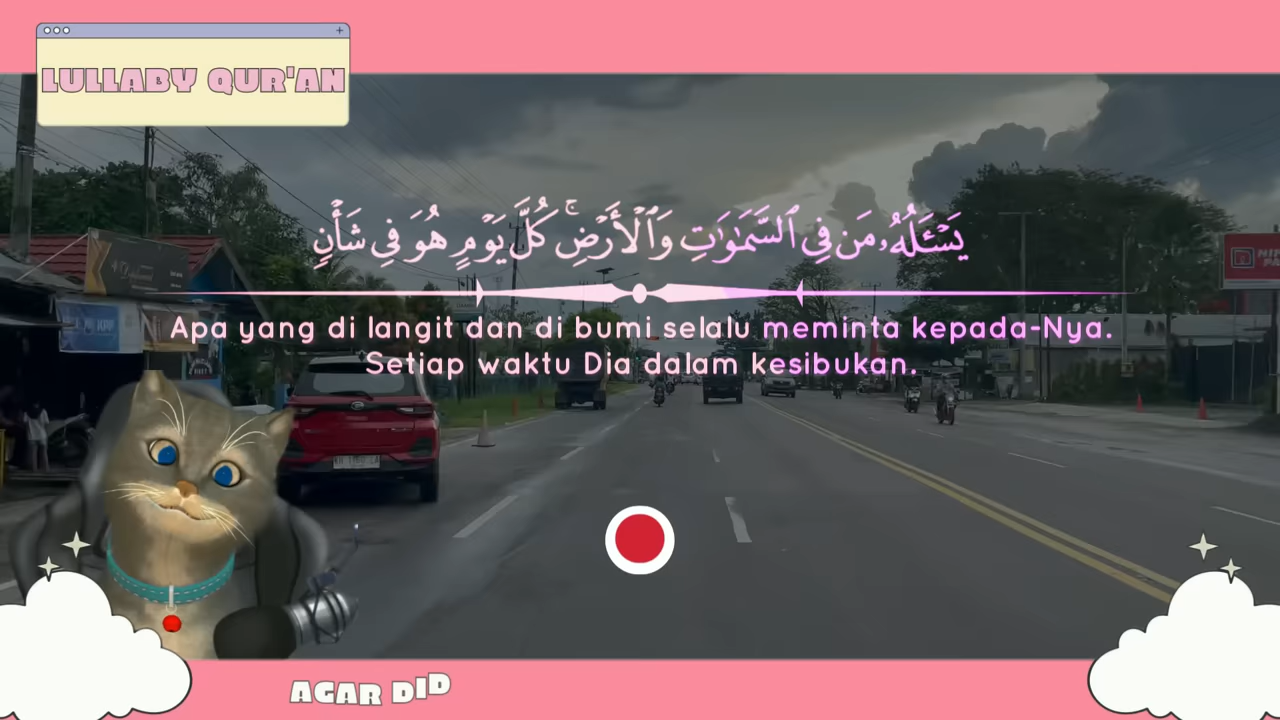 LULLABY QUR'AN
يَسْـَٔلُهُۥ مَن فِي ٱلسَّمَٰوَٰتِ وَٱلْأَرْضِۚ كُلَّ يَوْمٍ هُوَ فِي شَأْنٍ
Apa yang di langit dan di bumi selalu meminta kepada-Nya.
Setiap waktu Dia dalam kesibukan.
AGAR DID